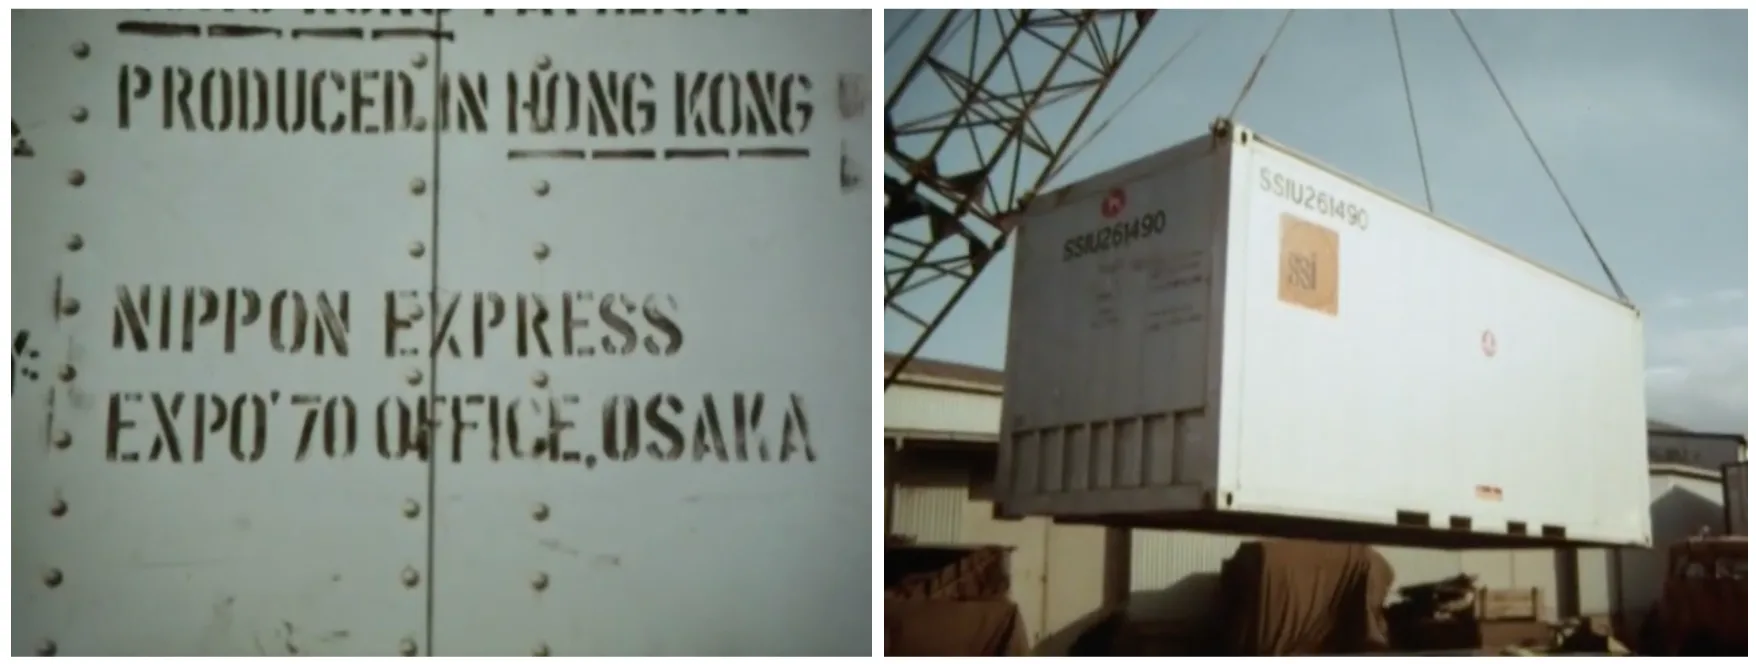 PRODUCED IN HONG KONG
NIPPON EXPRESS
EXPO'70 OFFICE, OSAKA
SSIU261490
SSIU261490
ssi